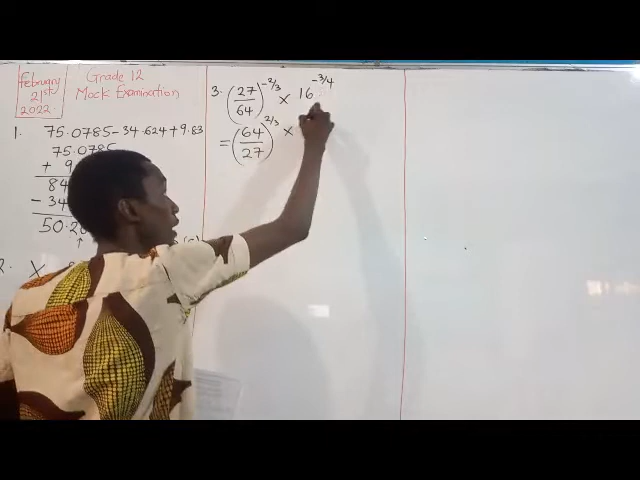 February
21st
2022
Grade 12
Mock Examination
1. 75.0785-34.624+9.83
75.0785
+ 9
84
- 34
50.2
2. X
3. (27/64)^-2/3 × 16^-3/4
= (64/27)^2/3 ×